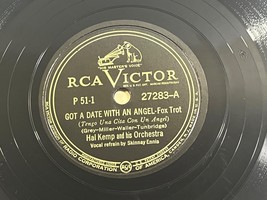 "HIS MASTER'S VOICE"
RCA VICTOR
P 51-1
27283-A
GOT A DATE WITH AN ANGEL-Fox Trot
(Tengo Una Cita Con Un Angel)
(Grey-Miller-Waller-Tunbridge)
Hal Kemp and his Orchestra
Vocal refrain by Skinnay Ennis